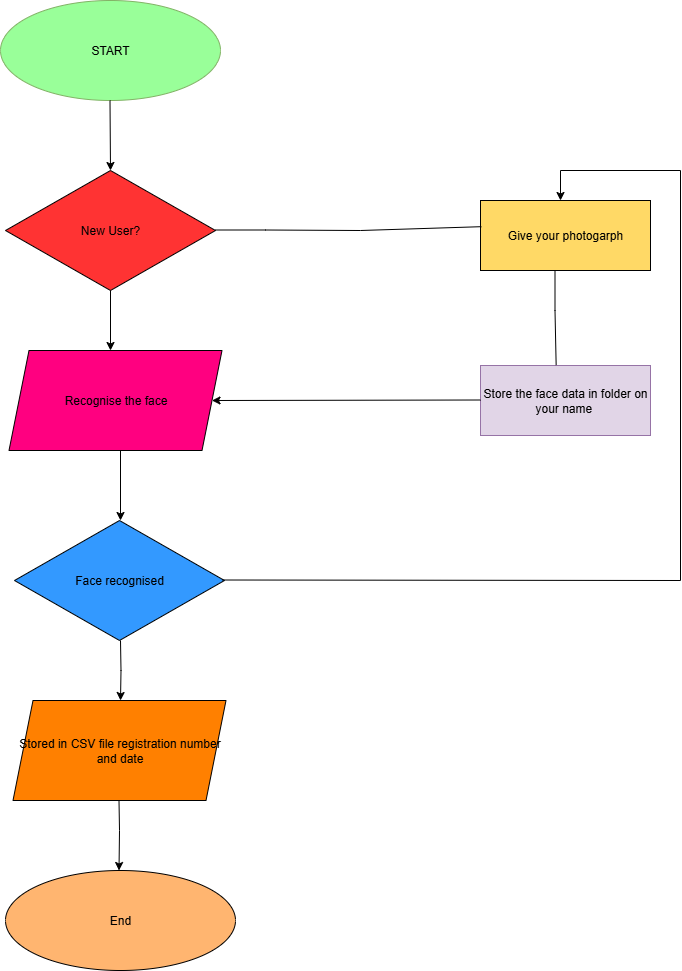 START
New User?
Give your photogarph
Recognise the face
Store the face data in folder on
your name
Face recognised
Stored in CSV file registration number
and date
End